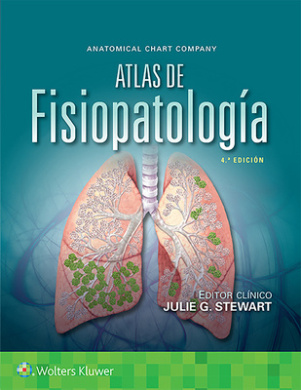 ANATOMICAL CHART COMPANY
ATLAS DE
Fisiopatología
4.ª EDICIÓN
EDITOR CLÍNICO
JULIE G. STEWART
Wolters Kluwer